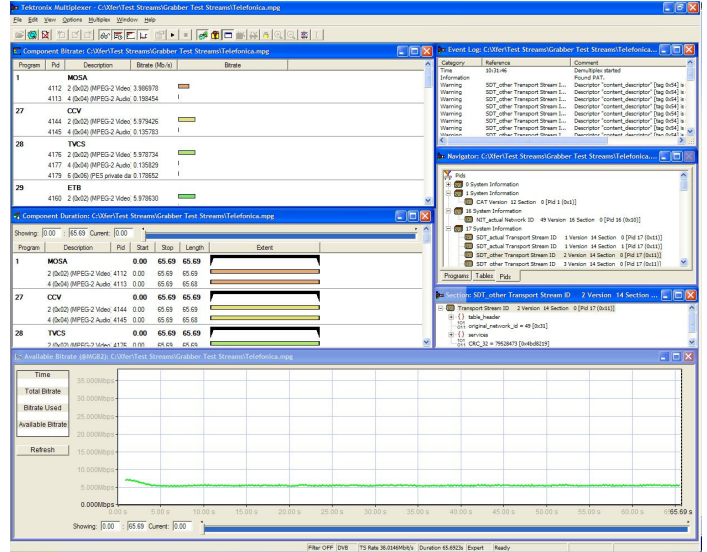 Tektronix Multiplexer - C:\Xfer\Test Streams\Grabber Test Streams\Telefonica.mpg
File Edit View Options Multiplex Window Help
Component Bitrate: C:\Xfer\Test Streams\Grabber Test Streams\Telefonica.mpg
Program Pid Description Bitrate (Mb/s) Bitrate
1 MOSA
4112 2 (0x02) (MPEG-2 Video 3.986978
4113 4 (0x04) (MPEG-2 Audio 0.198454
27 CCV
4144 2 (0x02) (MPEG-2 Video 5.979426
4145 4 (0x04) (MPEG-2 Audio 0.135783
28 TVCS
4176 2 (0x02) (MPEG-2 Video 5.978734
4177 4 (0x04) (MPEG-2 Audio 0.135829
4179 6 (0x06) (PES private da 0.178652
29 ETB
4160 2 (0x02) (MPEG-2 Video 5.978630
Component Duration: C:\Xfer\Test Streams\Grabber Test Streams\Telefonica.mpg
Showing: 0.00 : 65.69 Current: 0.00
Program Description Pid Start Stop Length Extent
1 MOSA 0.00 65.69 65.69
2 (0x02) (MPEG-2 Video 4112 0.00 65.69 65.69
4 (0x04) (MPEG-2 Audio 4113 0.00 65.69 65.69
27 CCV 0.00 65.69 65.69
2 (0x02) (MPEG-2 Video 4144 0.00 65.69 65.69
4 (0x04) (MPEG-2 Audio 4145 0.00 65.68 65.68
28 TVCS 0.00 65.69 65.69
2 (0x02) (MPEG-2 Video 4176 0.00 65.69 65.69
Event Log: C:\Xfer\Test Streams\Grabber Test Streams\Telefonica...
Category Reference Comment
Time 10:31:46 Demultiplex started
Information Found PAT.
Warning SDT_other Transport Stream I... Descriptor "content_descriptor" [tag 0x54] is
Warning SDT_other Transport Stream I... Descriptor "content_descriptor" [tag 0x54] is
Warning SDT_other Transport Stream I... Descriptor "content_descriptor" [tag 0x54] is
Warning SDT_other Transport Stream I... Descriptor "content_descriptor" [tag 0x54] is
Warning SDT_other Transport Stream I... Descriptor "content_descriptor" [tag 0x54] is
Warning SDT_other Transport Stream I... Descriptor "content_descriptor" [tag 0x54] is
Navigator: C:\Xfer\Test Streams\Grabber Test Streams\Telefonica....
Pids
0 System Information
1 System Information
CAT Version 12 Section 0 [Pid 1 (0x1)]
16 System Information
NIT_actual Network ID 49 Version 16 Section 0 [Pid 16 (0x10)]
17 System Information
SDT_actual Transport Stream ID 1 Version 14 Section 0 [Pid 17 (0x11)]
SDT_actual Transport Stream ID 1 Version 14 Section 1 [Pid 17 (0x11)]
SDT_other Transport Stream ID 2 Version 14 Section 0 [Pid 17 (0x11)]
SDT_other Transport Stream ID 3 Version 14 Section 0 [Pid 17 (0x11)]
Programs Tables Pids
Section: SDT_other Transport Stream ID 2 Version 14 Section ...
Transport Stream ID 2 Version 14 Section 0 [Pid 17 (0x11)]
table_header
original_network_id = 49 [0x31]
services
CRC_32 = 79528473 [0x4bd8219]
Available Bitrate (@MGB2): C:\Xfer\Test Streams\Grabber Test Streams\Telefonica.mpg
Time
Total Bitrate
Bitrate Used
Available Bitrate
Refresh
35.000Mbps
30.000Mbps
25.000Mbps
20.000Mbps
15.000Mbps
10.000Mbps
5.000Mbps
0.000Mbps
0.00 s 5.00 s 10.00 s 15.00 s 20.00 s 25.00 s 30.00 s 35.00 s 40.00 s 45.00 s 50.00 s 55.00 s 65.69 s
Showing: 0.00 : 65.69 Current: 0.00
Filter OFF DVB TS Rate 38.0146Mbit/s Duration 65.6923s Expert Ready